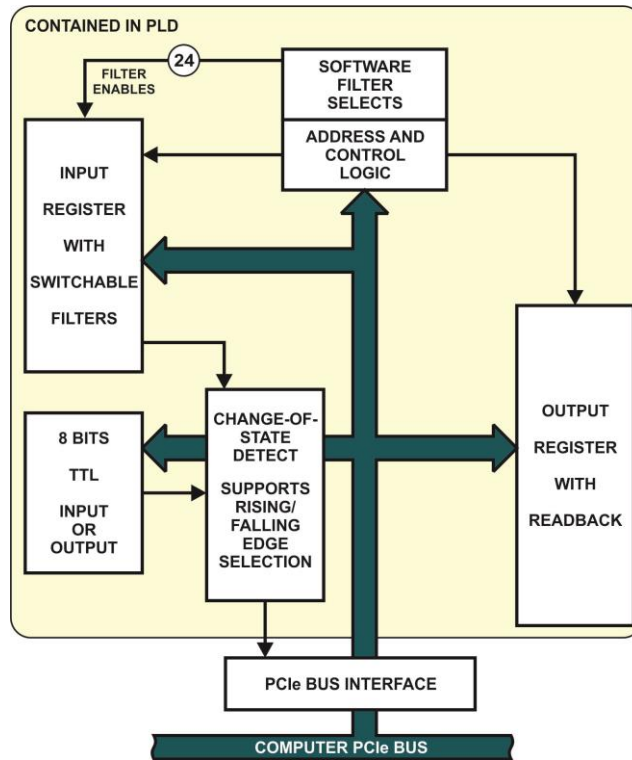 CONTAINED IN PLD
24
FILTER
ENABLES
SOFTWARE
FILTER
SELECTS
ADDRESS AND
CONTROL
LOGIC
INPUT
REGISTER
WITH
SWITCHABLE
FILTERS
8 BITS
TTL
INPUT
OR
OUTPUT
CHANGE-OF-
STATE
DETECT
SUPPORTS
RISING/
FALLING
EDGE
SELECTION
OUTPUT
REGISTER
WITH
READBACK
PCIe BUS INTERFACE
COMPUTER PCIe BUS